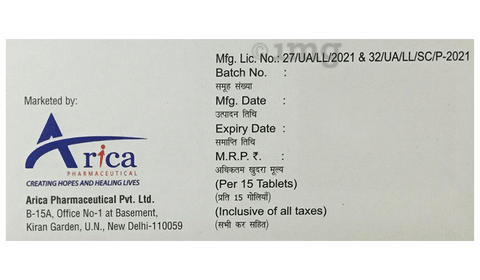 1mg
Mfg. Lic. No.: 27/UA/LL/2021 & 32/UA/LL/SC/P-2021
Batch No. :
समूह संख्या
Mfg. Date :
उत्पादन तिथि
Expiry Date :
समाप्ति तिथि
M.R.P. ₹. :
अधिकतम खुदरा मूल्य
(Per 15 Tablets)
(प्रति 15 गोलियाँ)
(Inclusive of all taxes)
(सभी कर सहित)
Marketed by:
Arica
PHARMACEUTICAL
CREATING HOPES AND HEALING LIVES
Arica Pharmaceutical Pvt. Ltd.
B-15A, Office No-1 at Basement,
Kiran Garden, U.N., New Delhi-110059